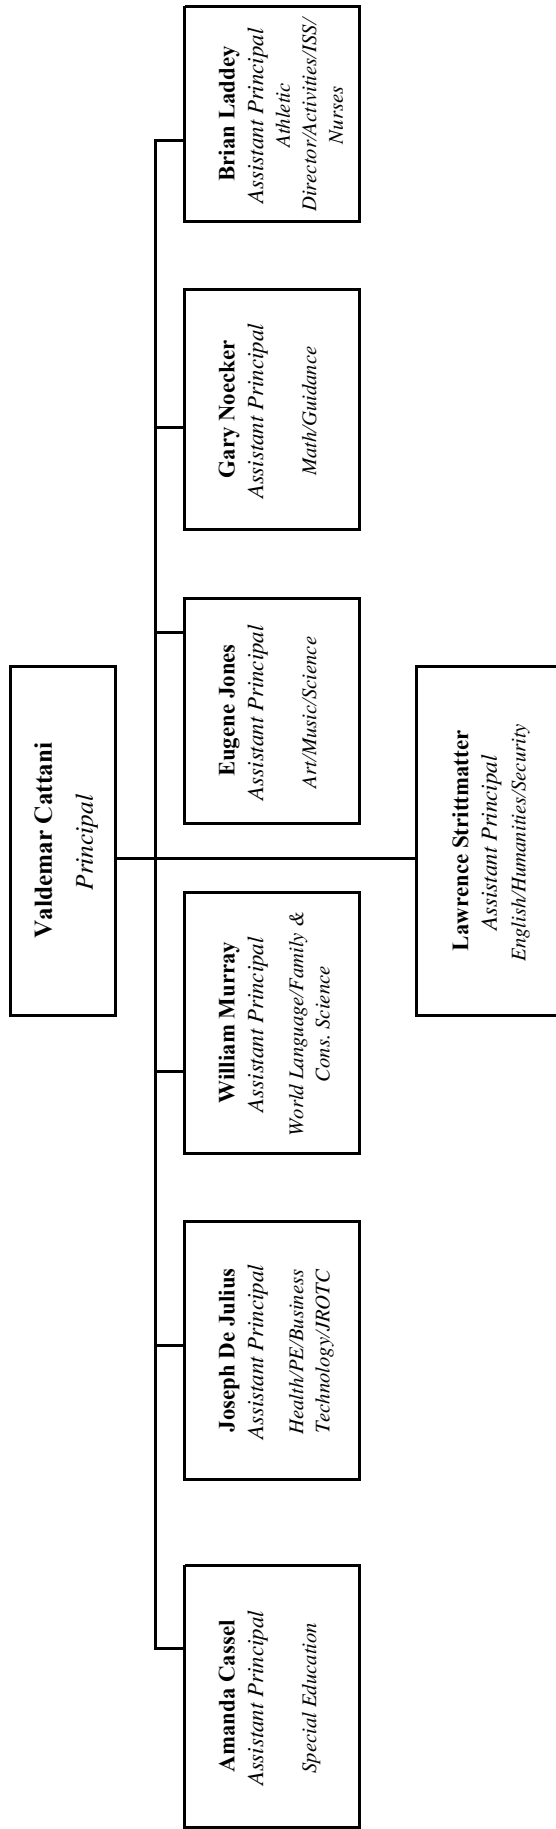 Valdemar Cattani
Principal
Amanda Cassel
Assistant Principal
Special Education
Joseph De Julius
Assistant Principal
Health/PE/Business
Technology/JROTC
William Murray
Assistant Principal
World Language/Family &
Cons. Science
Eugene Jones
Assistant Principal
Art/Music/Science
Gary Noecker
Assistant Principal
Math/Guidance
Brian Laddey
Assistant Principal
Athletic
Director/Activities/ISS/
Nurses
Lawrence Strittmatter
Assistant Principal
English/Humanities/Security